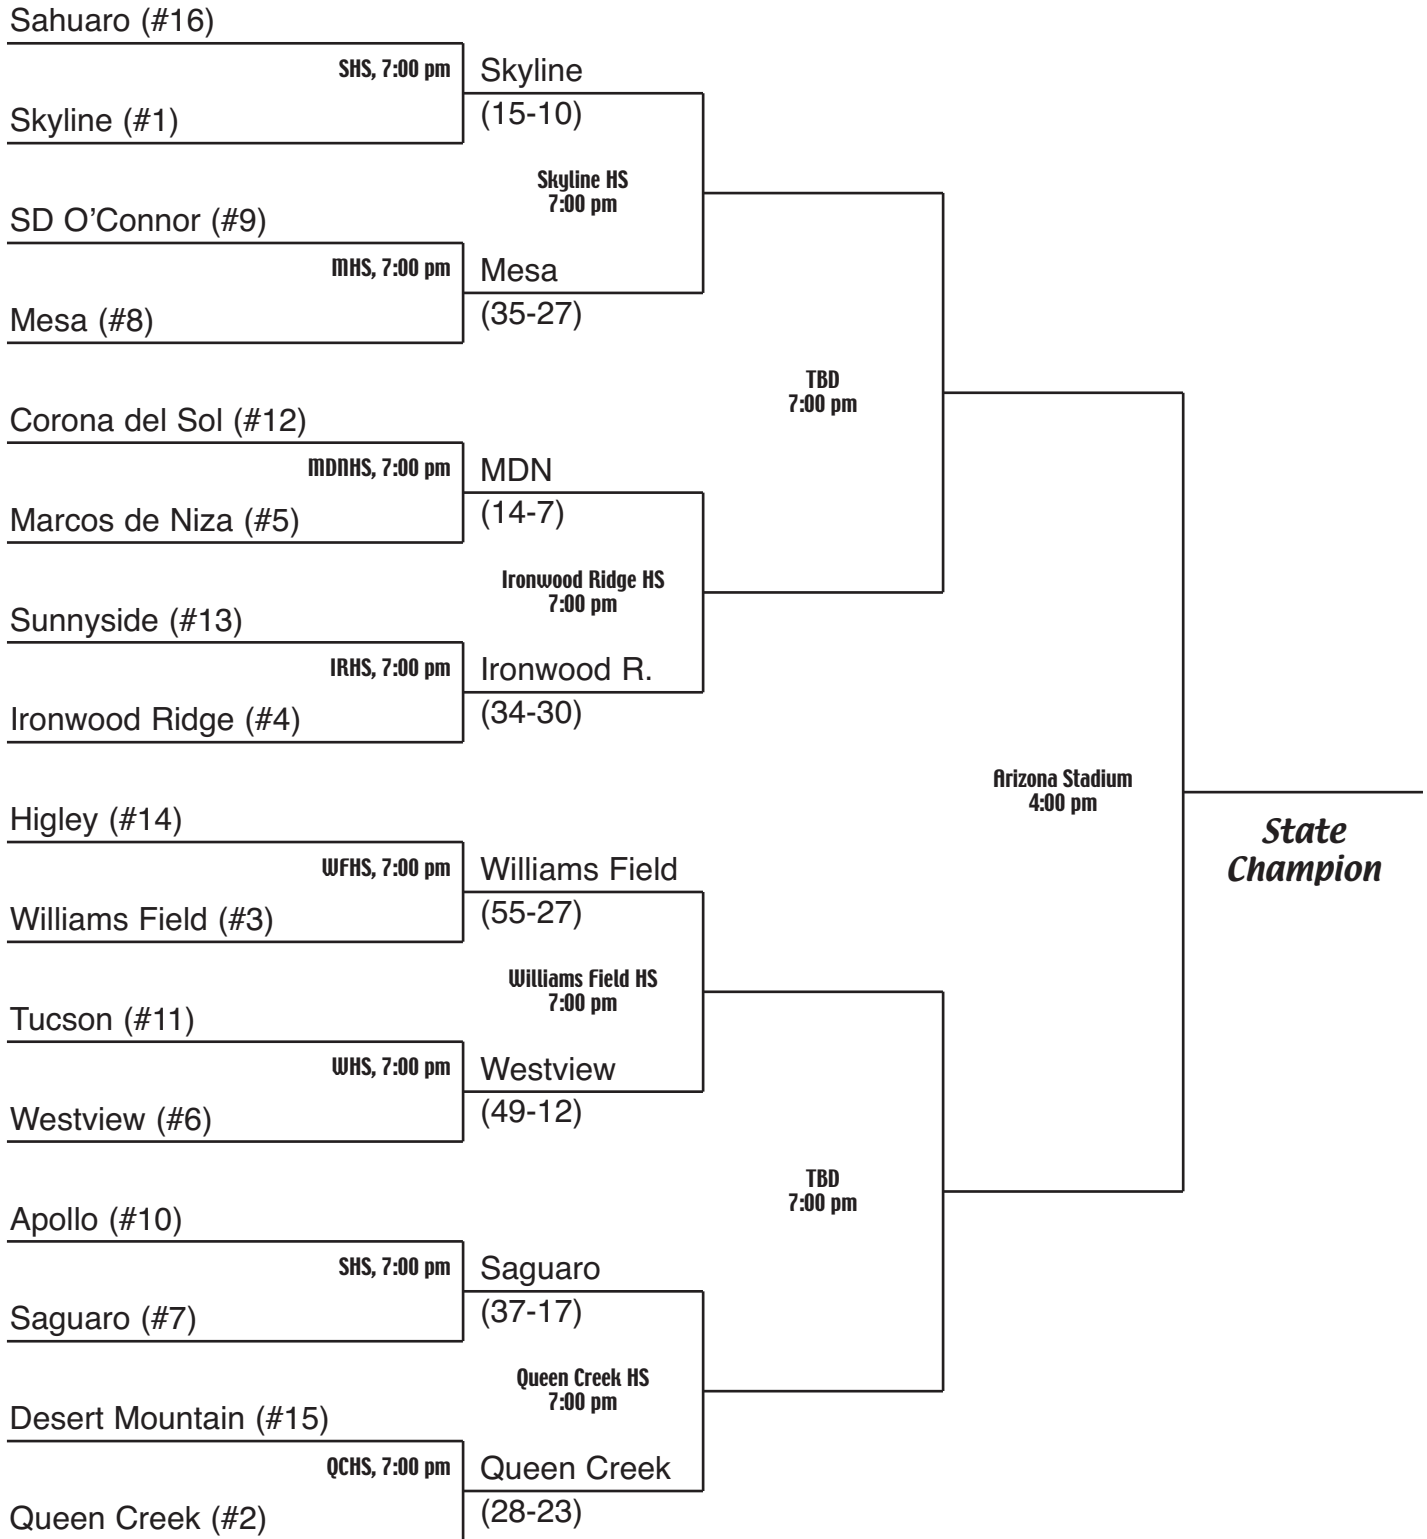 Sahuaro (#16)
SHS, 7:00 pm
Skyline
Skyline (#1)
(15-10)
Skyline HS
7:00 pm
SD O’Connor (#9)
MHS, 7:00 pm
Mesa
Mesa (#8)
(35-27)
TBD
7:00 pm
Corona del Sol (#12)
MDNHS, 7:00 pm
MDN
Marcos de Niza (#5)
(14-7)
Ironwood Ridge HS
7:00 pm
Sunnyside (#13)
IRHS, 7:00 pm
Ironwood R.
Ironwood Ridge (#4)
(34-30)
Arizona Stadium
4:00 pm
State
Champion
Higley (#14)
WFHS, 7:00 pm
Williams Field
Williams Field (#3)
(55-27)
Williams Field HS
7:00 pm
Tucson (#11)
WHS, 7:00 pm
Westview
Westview (#6)
(49-12)
TBD
7:00 pm
Apollo (#10)
SHS, 7:00 pm
Saguaro
Saguaro (#7)
(37-17)
Queen Creek HS
7:00 pm
Desert Mountain (#15)
QCHS, 7:00 pm
Queen Creek
Queen Creek (#2)
(28-23)